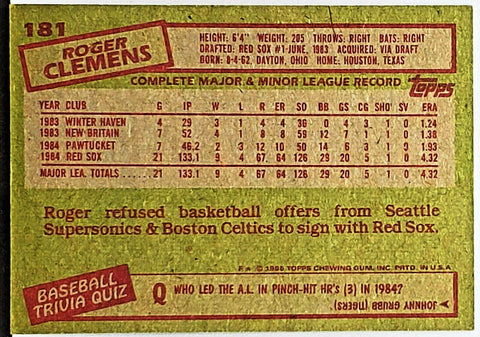 181
ROGER
CLEMENS
HEIGHT: 6'4" WEIGHT: 205 THROWS: RIGHT BATS: RIGHT
DRAFTED: RED SOX #1-JUNE, 1983 ACQUIRED: VIA DRAFT
BORN: 8-4-62, DAYTON, OHIO HOME: HOUSTON, TEXAS
COMPLETE MAJOR & MINOR LEAGUE RECORD topps
YEAR CLUB G IP W L R ER SO BB GS CG SHO SV ERA
1983 WINTER HAVEN 4 29 3 1 4 4 36 0 4 3 1 0 1.24
1983 NEW BRITAIN 7 52 4 1 8 8 59 12 7 1 1 0 1.38
1984 PAWTUCKET 7 46.2 2 3 12 10 50 14 6 3 1 0 1.93
1984 RED SOX 21 133.1 9 4 67 64 126 29 20 5 1 0 4.32
MAJOR LEA. TOTALS 21 133.1 9 4 67 64 126 29 20 5 1 0 4.32
Roger refused basketball offers from Seattle
Supersonics & Boston Celtics to sign with Red Sox.
© 1985 TOPPS CHEWING GUM, INC. PRTD. IN U.S.A.
BASEBALL
TRIVIA QUIZ
Q WHO LED THE A.L. IN PINCH-HIT HR'S (3) IN 1984?
JOHNNY GRUBB (TIGERS)